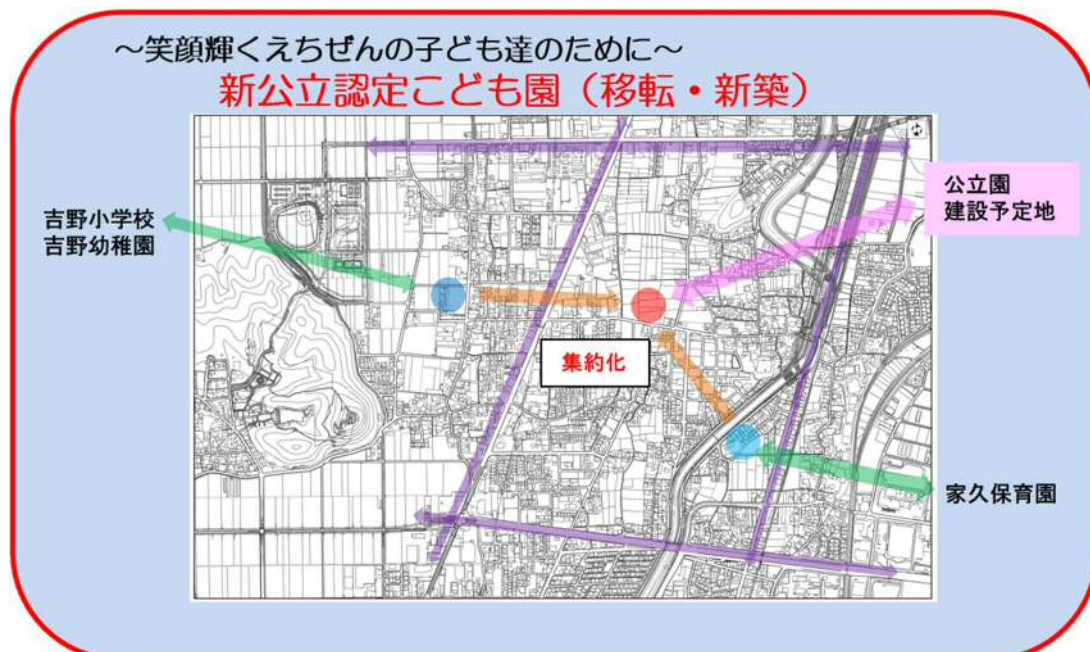 ～笑顔輝くえちぜんの子ども達のために～
新公立認定こども園（移転・新築）
公立園
建設予定地
吉野小学校
吉野幼稚園
集約化
家久保育園